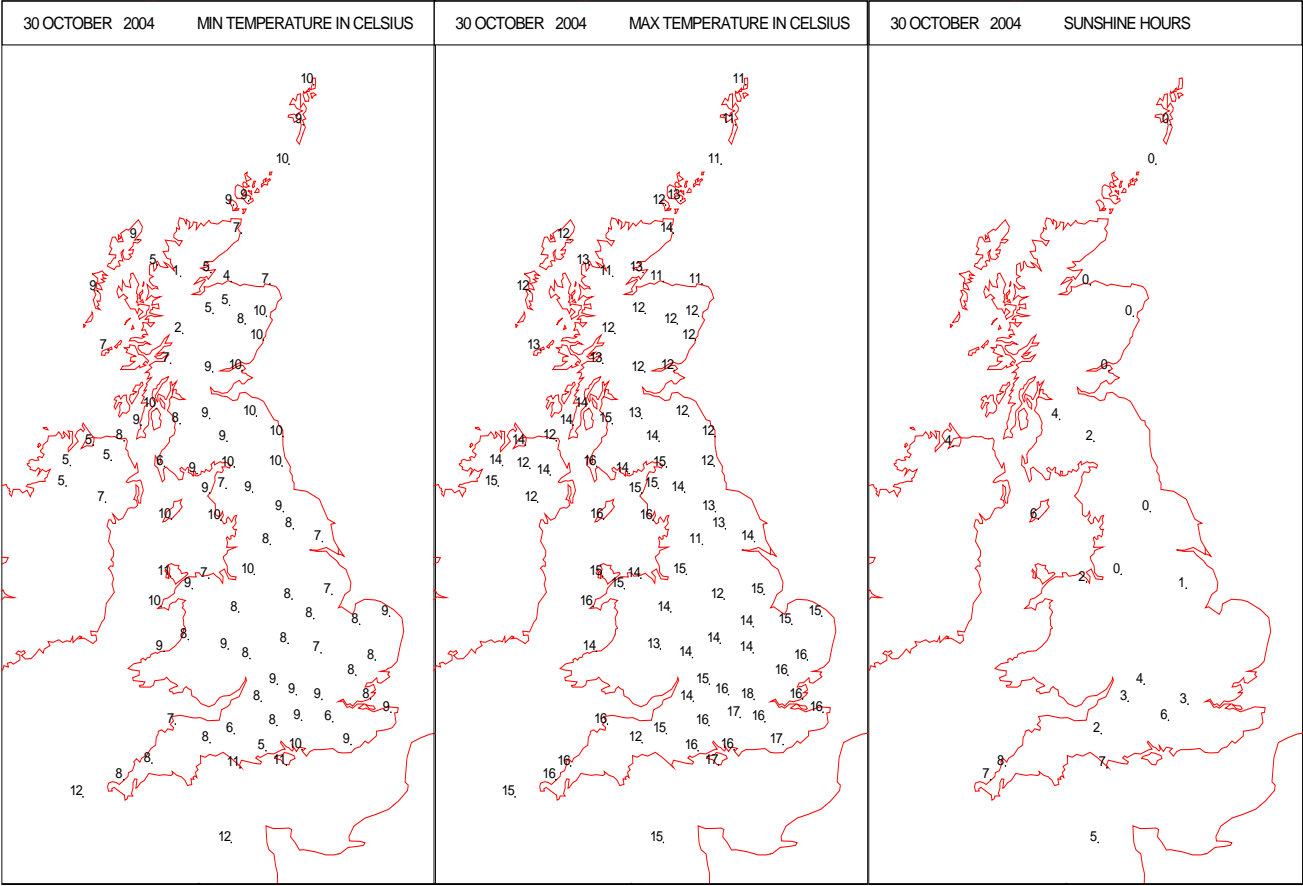 30 OCTOBER 2004 MIN TEMPERATURE IN CELSIUS
10.
9.
10.
9. 9.
7.
9.
5. 1. 5.
4. 7.
9.
5. 5. 10.
8.
2. 10.
7.
7. 9. 10.
10.
9. 8. 9. 10.
5. 8. 9. 10.
5. 5. 6. 9. 10. 10.
5. 7. 9. 7. 9.
10. 10. 9.
8. 7.
8.
11. 9. 7. 10.
10. 8. 8. 7.
8. 8. 9.
9. 8. 9. 8. 7.
8. 8.
9. 8.
8. 9. 9. 8. 9.
7. 6. 8. 9. 6.
8. 5. 10. 9.
8. 8. 11. 11.
12.
12.
30 OCTOBER 2004 MAX TEMPERATURE IN CELSIUS
11.
11.
11.
12. 13.
14.
12.
13. 11. 13.
11. 11.
12.
12. 12.
12.
12. 12.
13.
13. 12. 12.
14.
14. 15. 13. 12.
14. 12. 14. 12.
14. 12. 14. 16. 14. 15. 12.
15. 12. 15. 15. 14.
16. 16. 13.
13. 14.
11.
15. 15. 14. 15.
16. 14. 12. 15.
14. 15. 15.
14. 13. 14. 14. 14.
16. 16.
15. 14. 16. 18. 16. 16.
16. 15. 16. 17. 16.
12. 16. 16. 17.
16. 16. 17.
15.
15.
30 OCTOBER 2004 SUNSHINE HOURS
0.
0.
0.
0.
0.
4.
4. 2.
6. 0.
2. 0. 1.
4.
3. 3.
2. 6.
8. 7. 7.
5.